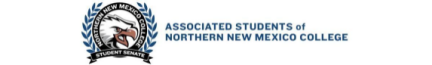 NORTHERN NEW MEXICO COLLEGE
STUDENT SENATE
ASSOCIATED STUDENTS of
NORTHERN NEW MEXICO COLLEGE